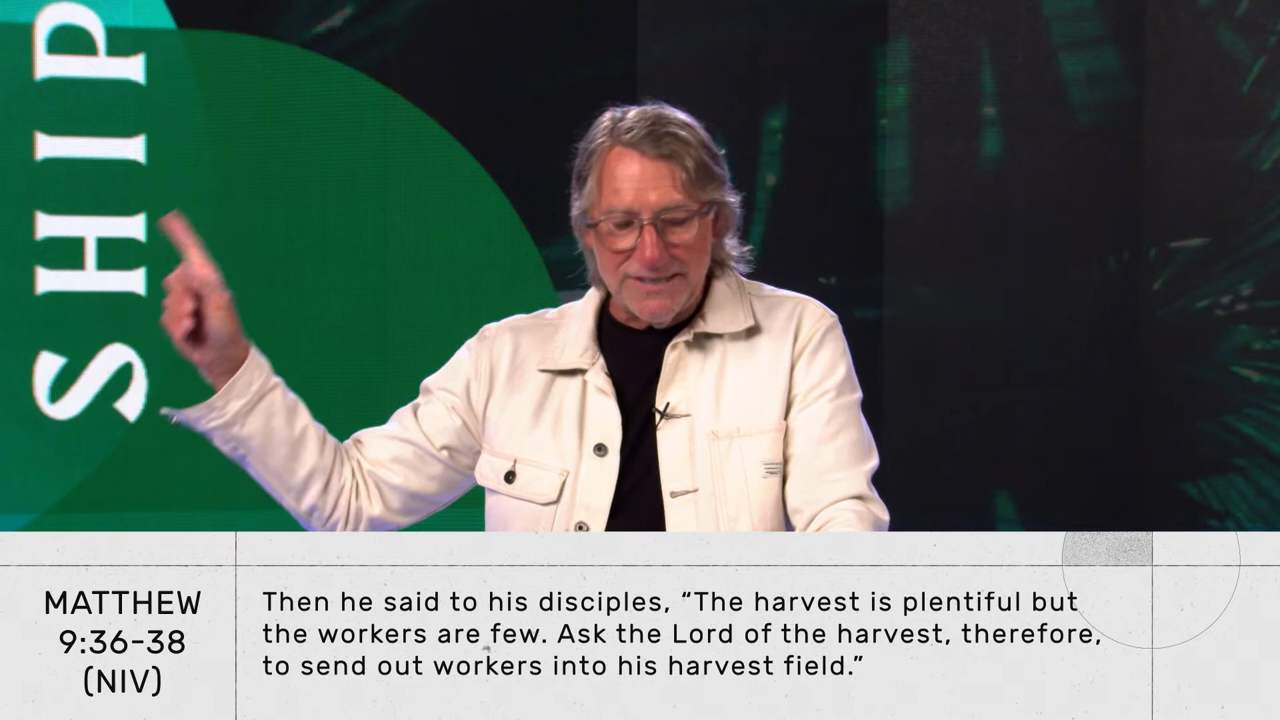 SHIP
MATTHEW
9:36-38
(NIV)
Then he said to his disciples, “The harvest is plentiful but
the workers are few. Ask the Lord of the harvest, therefore,
to send out workers into his harvest field.”